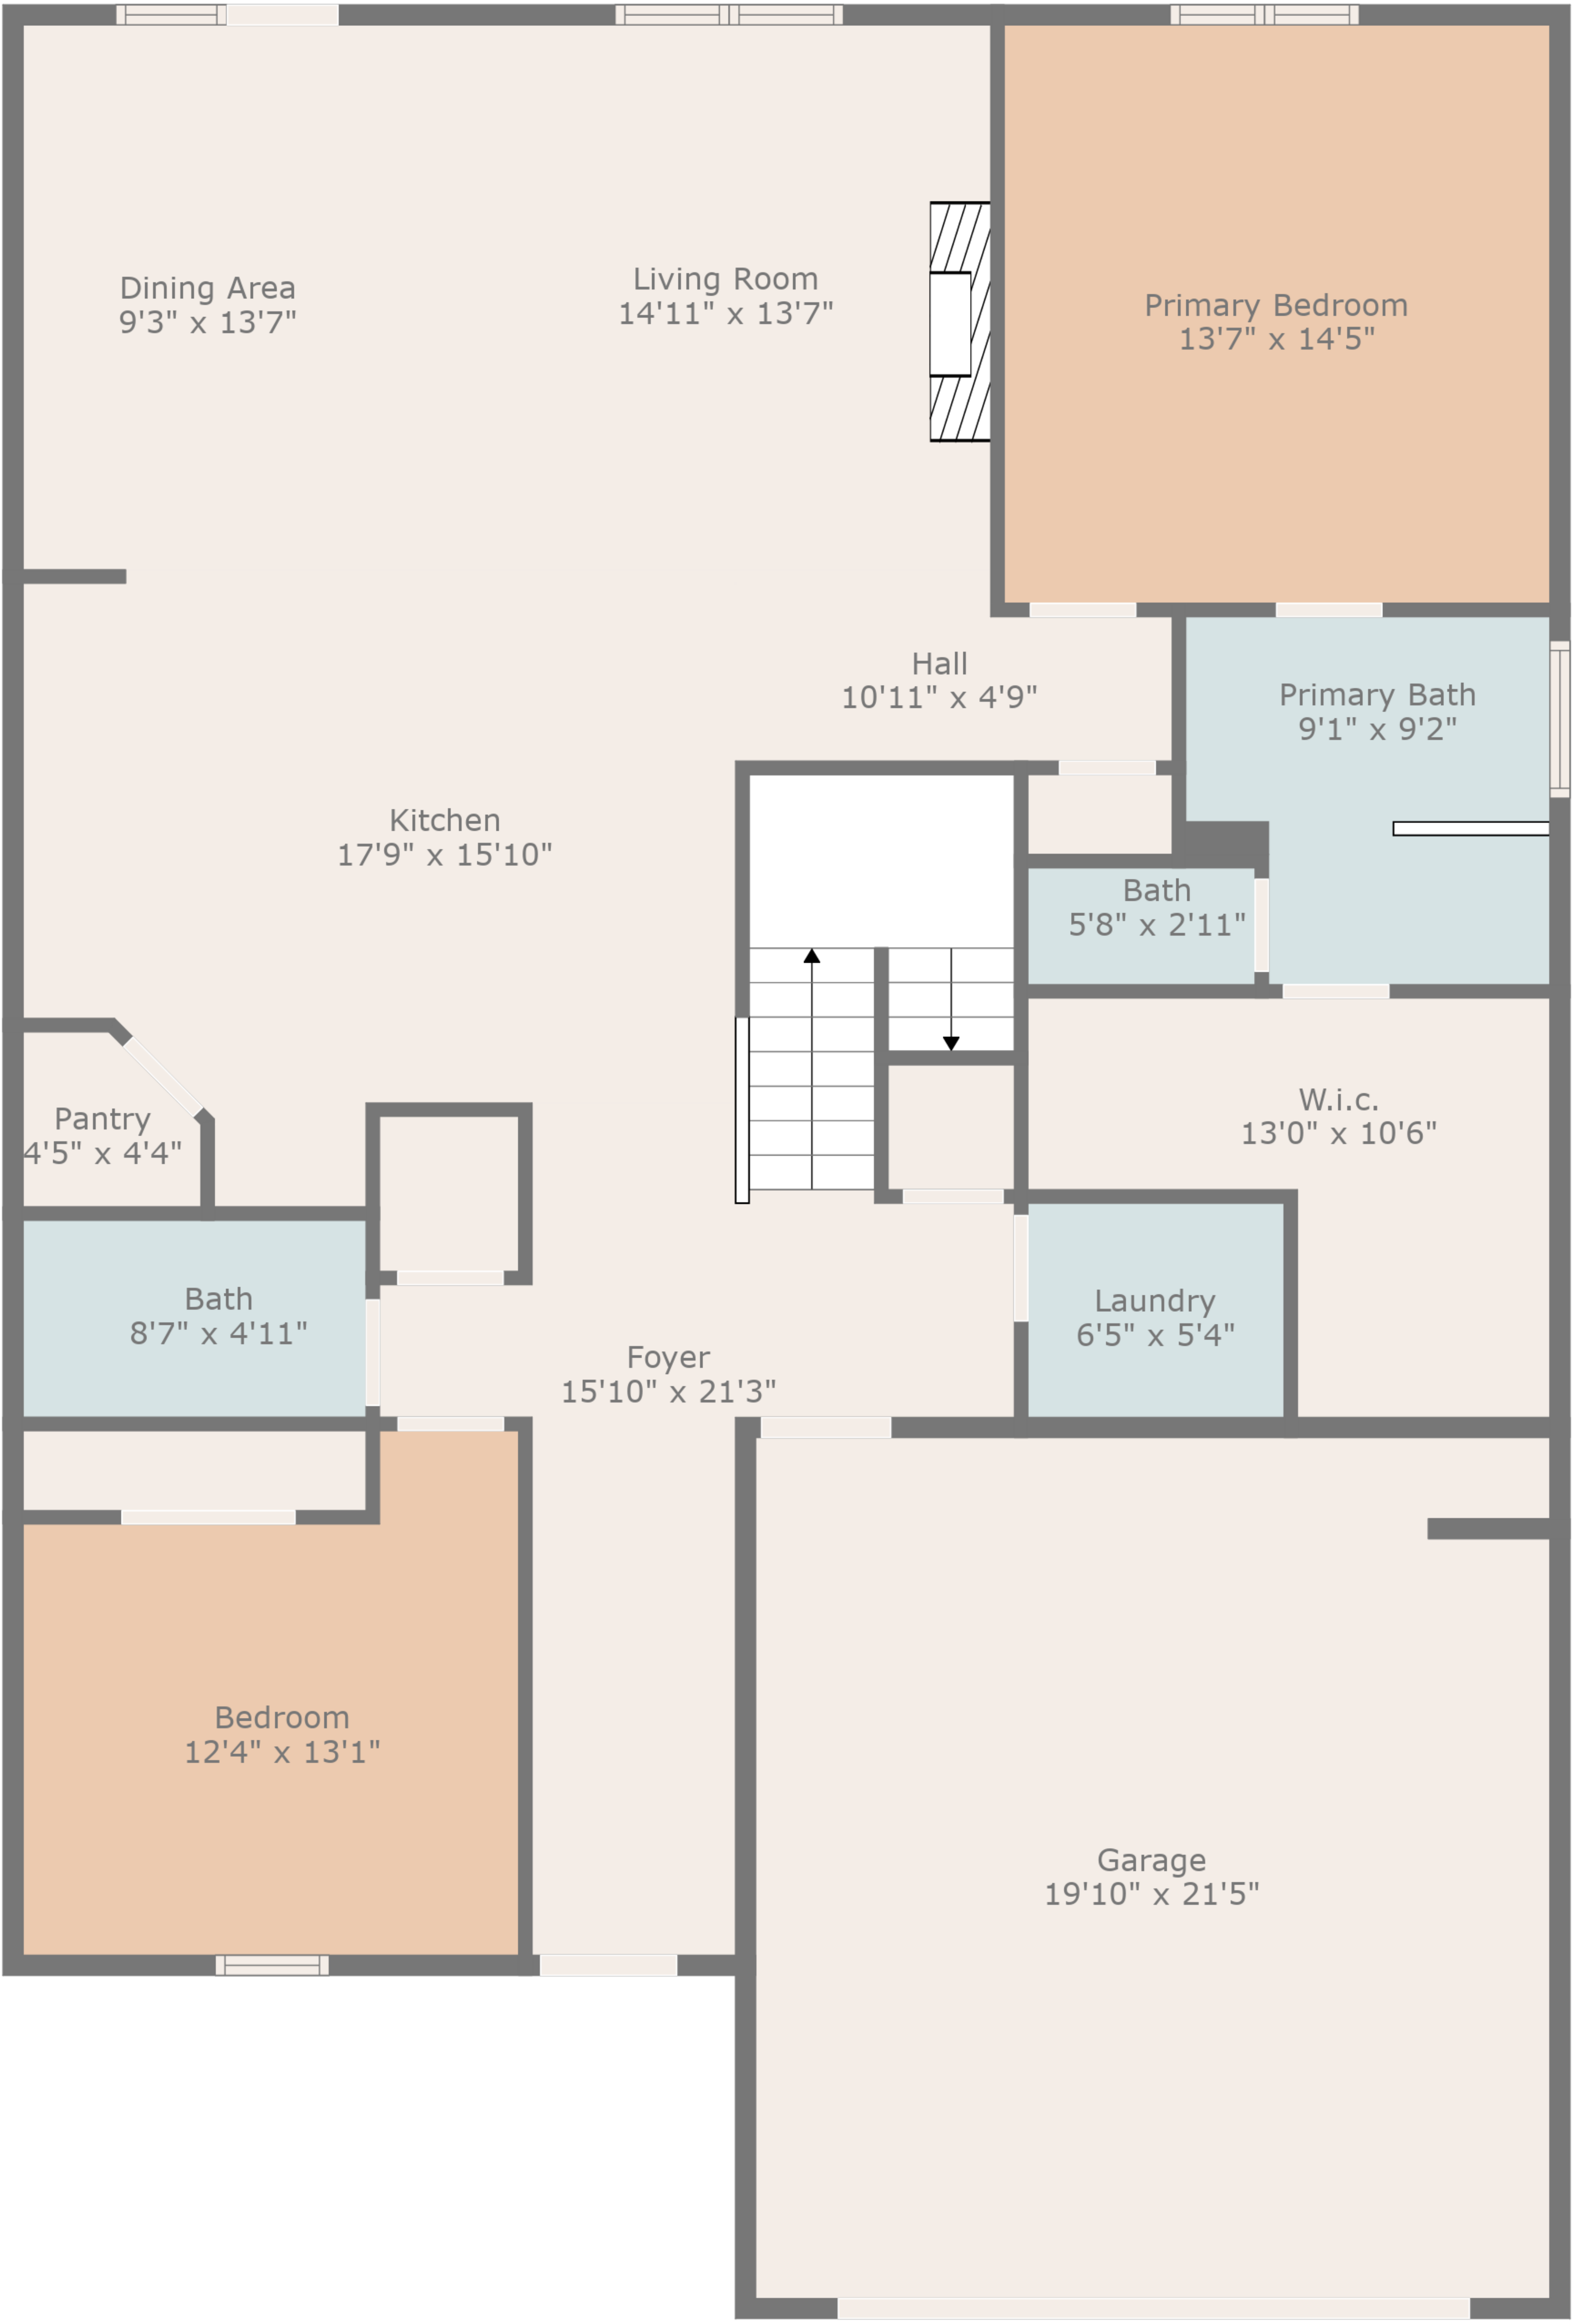 Dining Area
9'3" x 13'7"
Living Room
14'11" x 13'7"
Primary Bedroom
13'7" x 14'5"
Hall
10'11" x 4'9"
Primary Bath
9'1" x 9'2"
Kitchen
17'9" x 15'10"
Bath
5'8" x 2'11"
Pantry
4'5" x 4'4"
W.i.c.
13'0" x 10'6"
Bath
8'7" x 4'11"
Laundry
6'5" x 5'4"
Foyer
15'10" x 21'3"
Bedroom
12'4" x 13'1"
Garage
19'10" x 21'5"